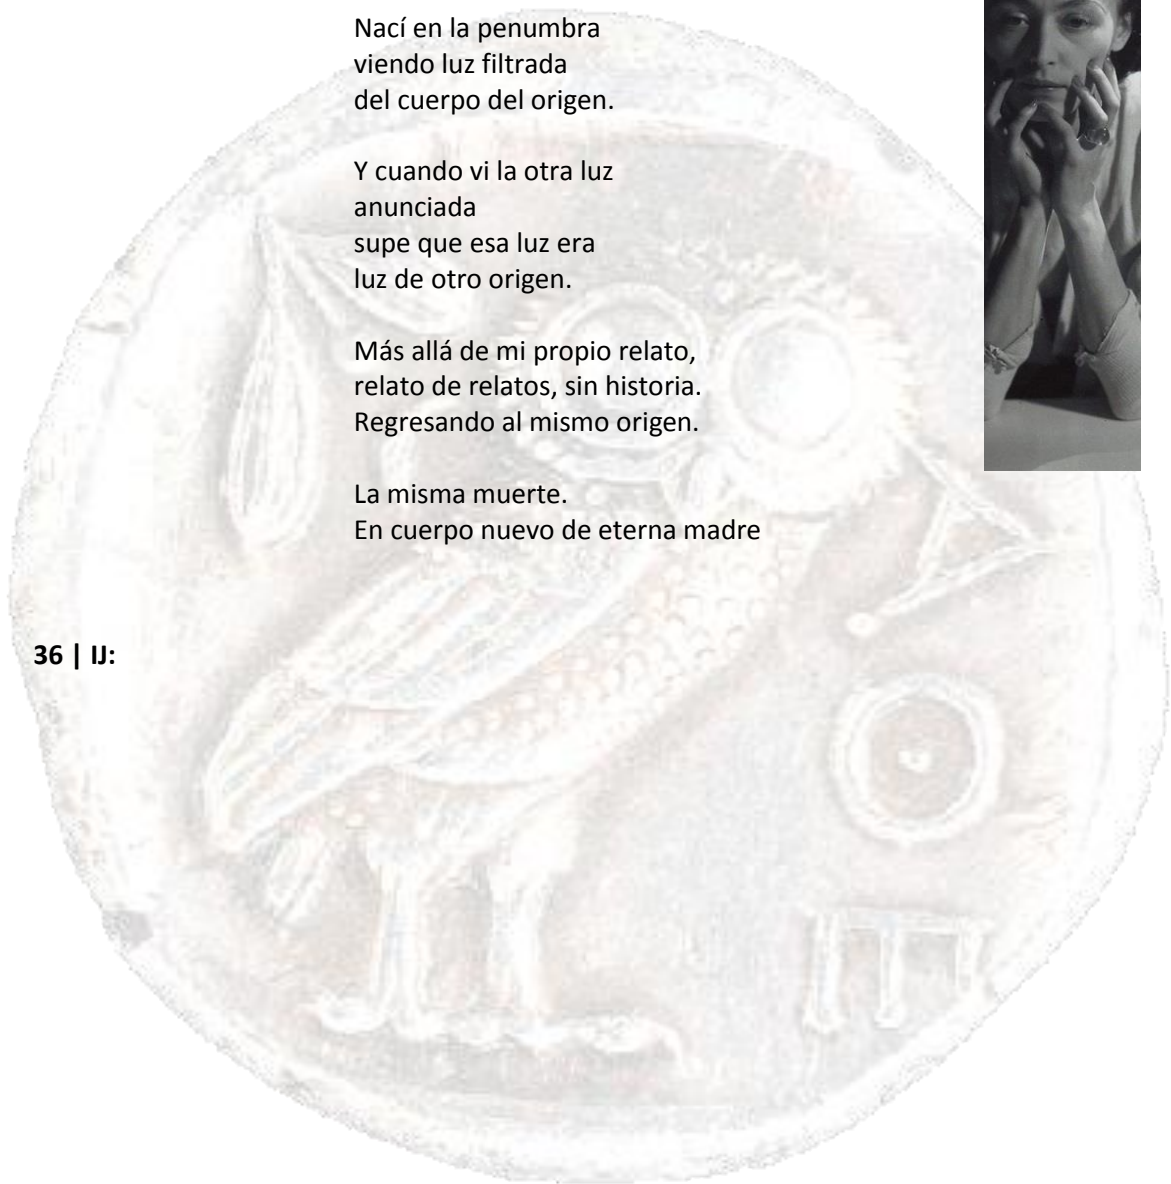 Nací en la penumbra
viendo luz filtrada
del cuerpo del origen.
Y cuando vi la otra luz
anunciada
supe que esa luz era
luz de otro origen.
Más allá de mi propio relato,
relato de relatos, sin historia.
Regresando al mismo origen.
La misma muerte.
En cuerpo nuevo de eterna madre
36 | IJ:
ΑΘΕ